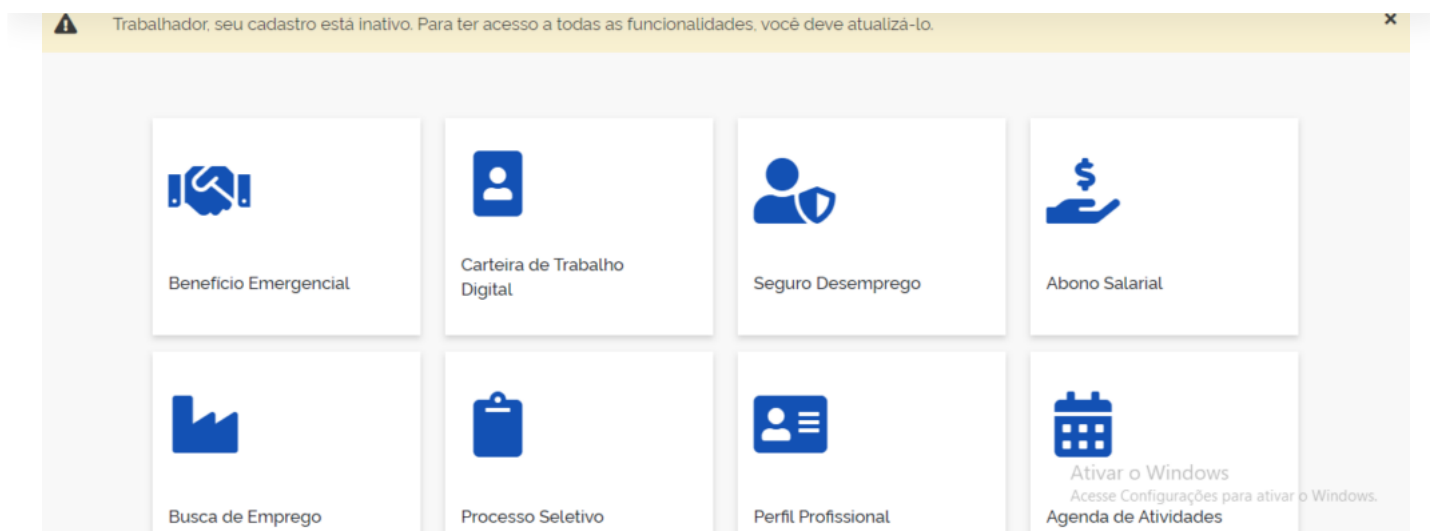 Trabalhador, seu cadastro está inativo. Para ter acesso a todas as funcionalidades, você deve atualizá-lo.
×
Benefício Emergencial
Carteira de Trabalho
Digital
Seguro Desemprego
$
Abono Salarial
Busca de Emprego
Processo Seletivo
Perfil Profissional
Ativar o Windows
Acesse Configurações para ativar o Windows.
Agenda de Atividades